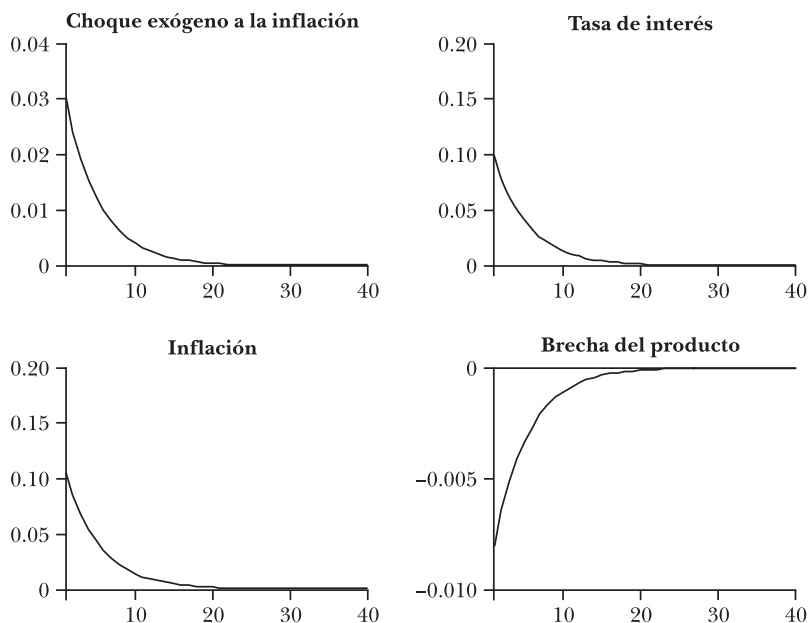 Choque exógeno a la inflación
0.04
0.03
0.02
0.01
0
10 20 30 40
Tasa de interés
0.20
0.15
0.10
0.05
0
10 20 30 40
Inflación
0.20
0.15
0.10
0.05
0
10 20 30 40
Brecha del producto
0
−0.005
−0.010
10 20 30 40